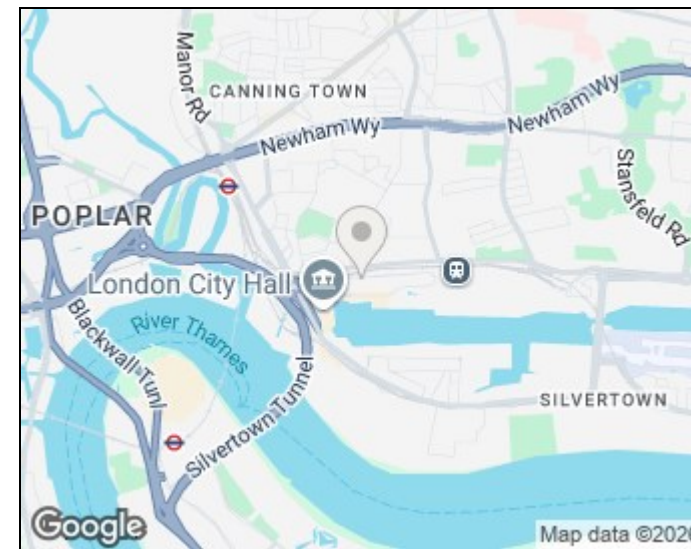 Manor Rd
CANNING TOWN
Newham Wy
Newham Wy
Stansfeld Rd
POPLAR
London City Hall
River Thames
Blackwall Tunl
Silvertown Tunnel
SILVERTOWN
Google
Map data ©2026